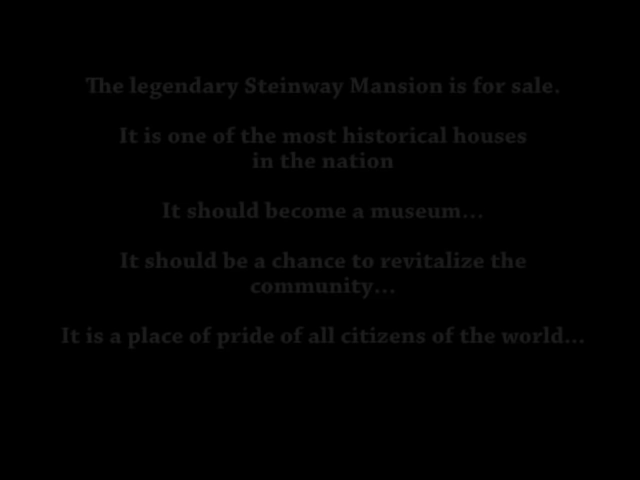 The legendary Steinway Mansion is for sale.
It is one of the most historical houses
in the nation
It should become a museum...
It should be a chance to revitalize the
community...
It is a place of pride of all citizens of the world...